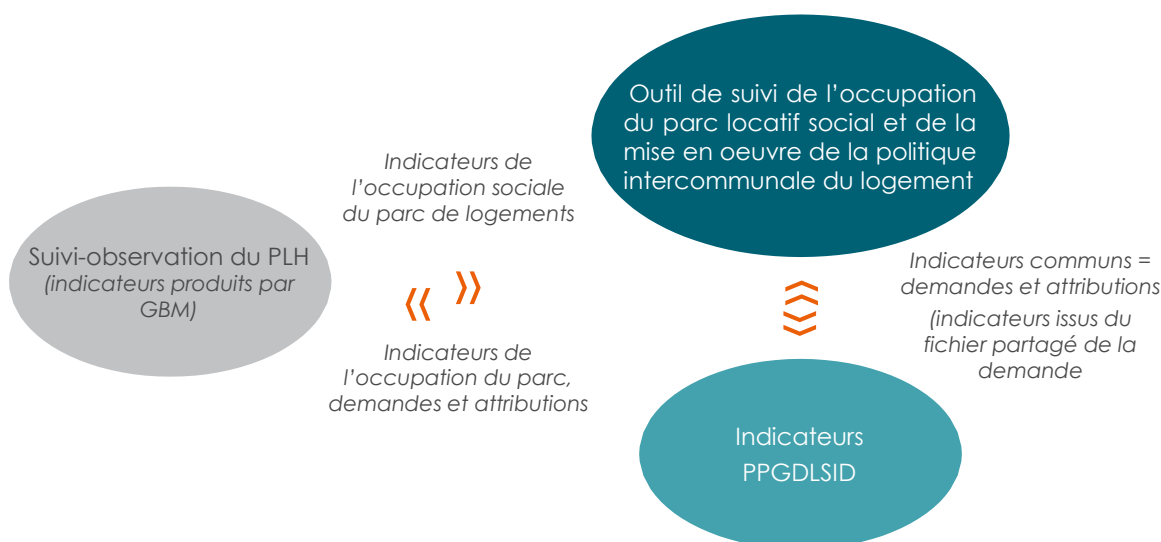 Outil de suivi de l'occupation
du parc locatif social et de la
mise en oeuvre de la politique
intercommunale du logement
Indicateurs de
l'occupation sociale
du parc de logements
Suivi-observation du PLH
(indicateurs produits par
GBM)
Indicateurs communs =
demandes et attributions
(indicateurs issus du
fichier partagé de la
demande
Indicateurs de
l'occupation du parc,
demandes et attributions
Indicateurs
PPGDLSID